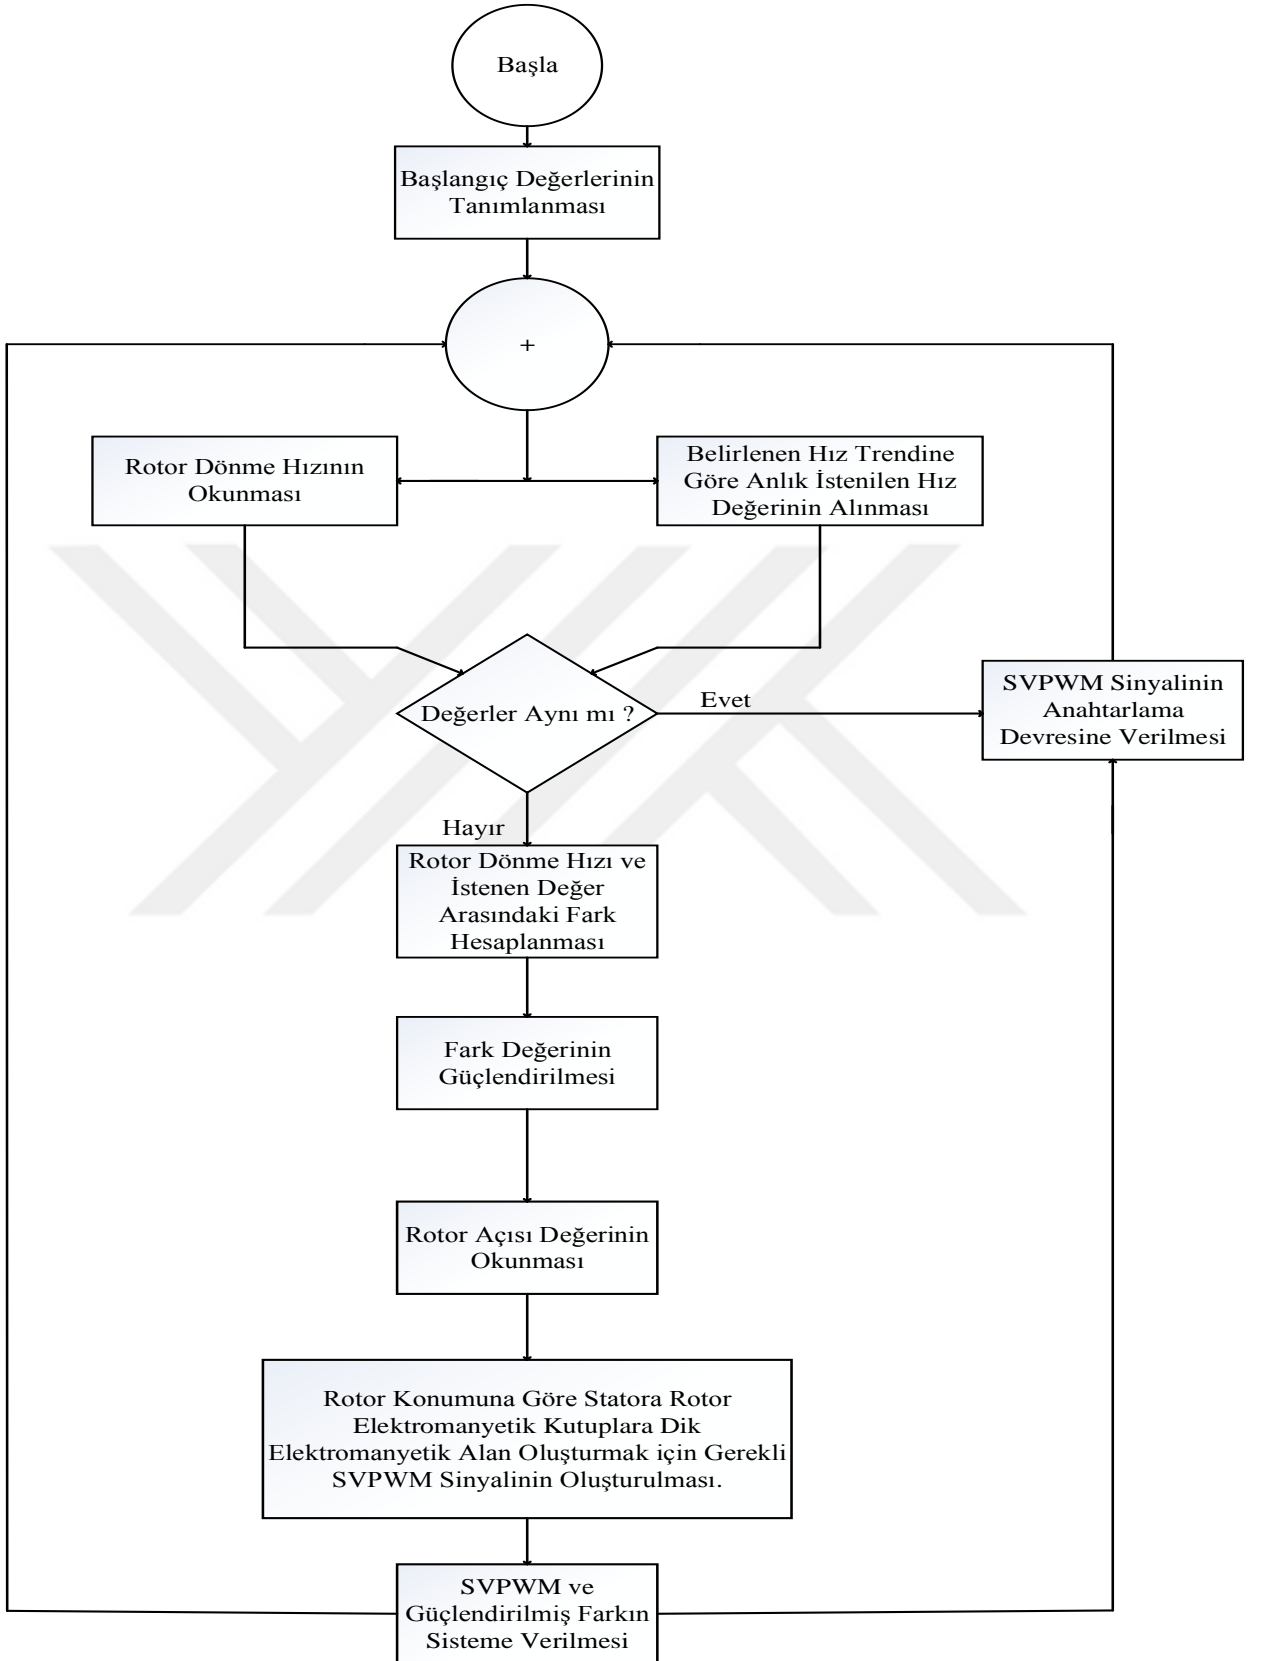 Başla
Başlangıç Değerlerinin
Tanımlanması
+
Rotor Dönme Hızının
Okunması
Belirlenen Hız Trendine
Göre Anlık İstenilen Hız
Değerinin Alınması
Değerler Aynı mı ?
Evet
SVPWM Sinyalinin
Anahtarlama
Devresine Verilmesi
Hayır
Rotor Dönme Hızı ve
İstenen Değer
Arasındaki Fark
Hesaplanması
Fark Değerinin
Güçlendirilmesi
Rotor Açısı Değerinin
Okunması
Rotor Konumuna Göre Statora Rotor
Elektromanyetik Kutuplara Dik
Elektromanyetik Alan Oluşturmak için Gerekli
SVPWM Sinyalinin Oluşturulması.
SVPWM ve
Güçlendirilmiş Farkın
Sisteme Verilmesi